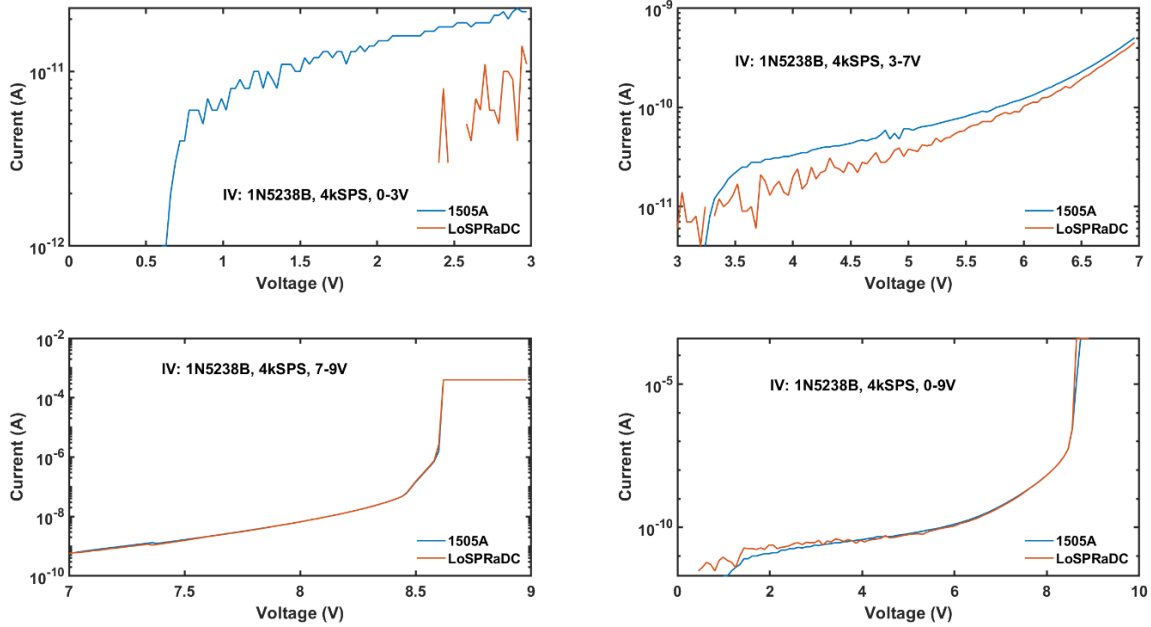 10^-11
10^-12
Current (A)
IV: 1N5238B, 4kSPS, 0-3V
1505A
LoSPRaDC
0 0.5 1 1.5 2 2.5 3
Voltage (V)
10^-9
10^-10
10^-11
Current (A)
IV: 1N5238B, 4kSPS, 3-7V
1505A
LoSPRaDC
3 3.5 4 4.5 5 5.5 6 6.5 7
Voltage (V)
10^-2
10^-4
10^-6
10^-8
10^-10
Current (A)
IV: 1N5238B, 4kSPS, 7-9V
1505A
LoSPRaDC
7 7.5 8 8.5 9
Voltage (V)
10^-5
10^-10
Current (A)
IV: 1N5238B, 4kSPS, 0-9V
1505A
LoSPRaDC
0 2 4 6 8 10
Voltage (V)